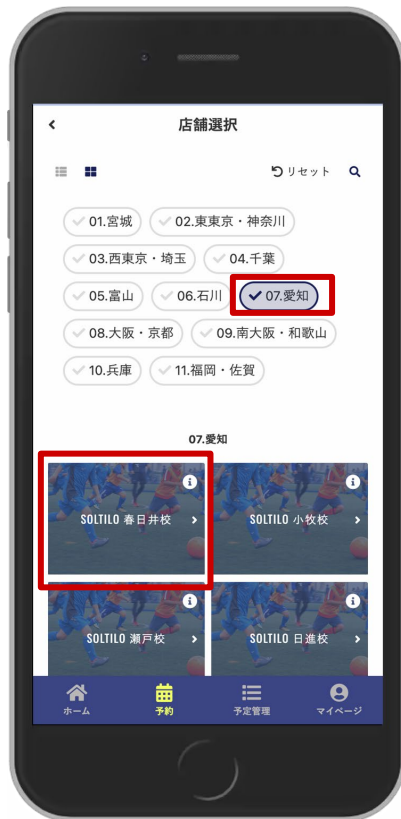 店舗選択
リセット
01.宮城 02.東東京・神奈川
03.西東京・埼玉 04.千葉
05.富山 06.石川 07.愛知
08.大阪・京都 09.南大阪・和歌山
10.兵庫 11.福岡・佐賀
07.愛知
SOLTILO 春日井校 SOLTILO 小牧校
SOLTILO 瀬戸校 SOLTILO 日進校
ホーム 予約 予定管理 マイページ